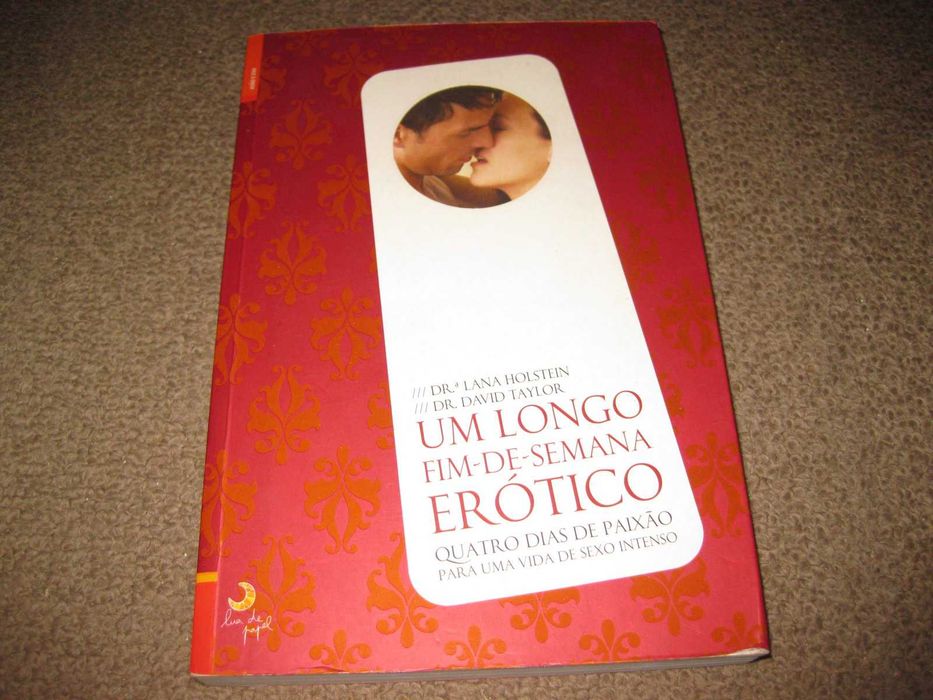 /// DR.ª LANA HOLSTEIN
/// DR. DAVID TAYLOR
UM LONGO
FIM-DE-SEMANA
ERÓTICO
QUATRO DIAS DE PAIXÃO
PARA UMA VIDA DE SEXO INTENSO
lua de
papel